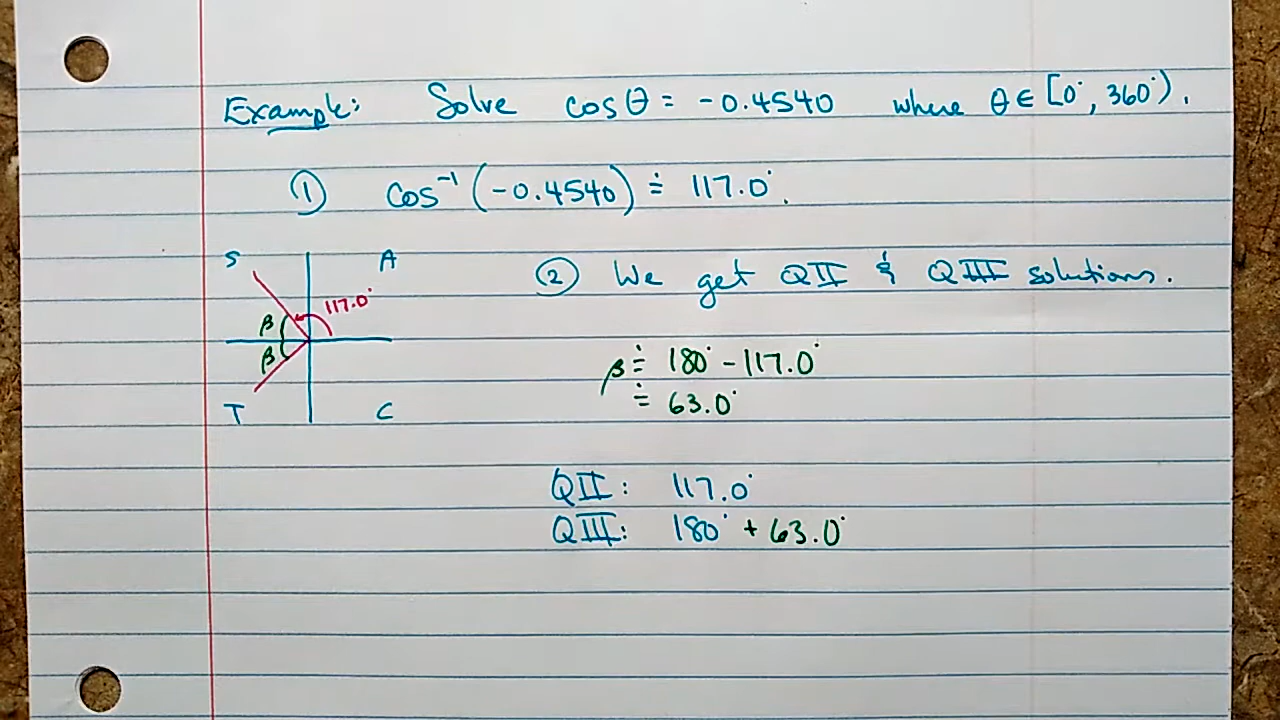 Example: Solve cosθ = -0.4540 where θ ∈ [0°, 360°).
① cos⁻¹(-0.4540) ≐ 117.0°.
S A
② We get QII & QIII solutions.
117.0°
β
β
β ≐ 180° - 117.0°
≐ 63.0°
T C
QII: 117.0°
QIII: 180° + 63.0°